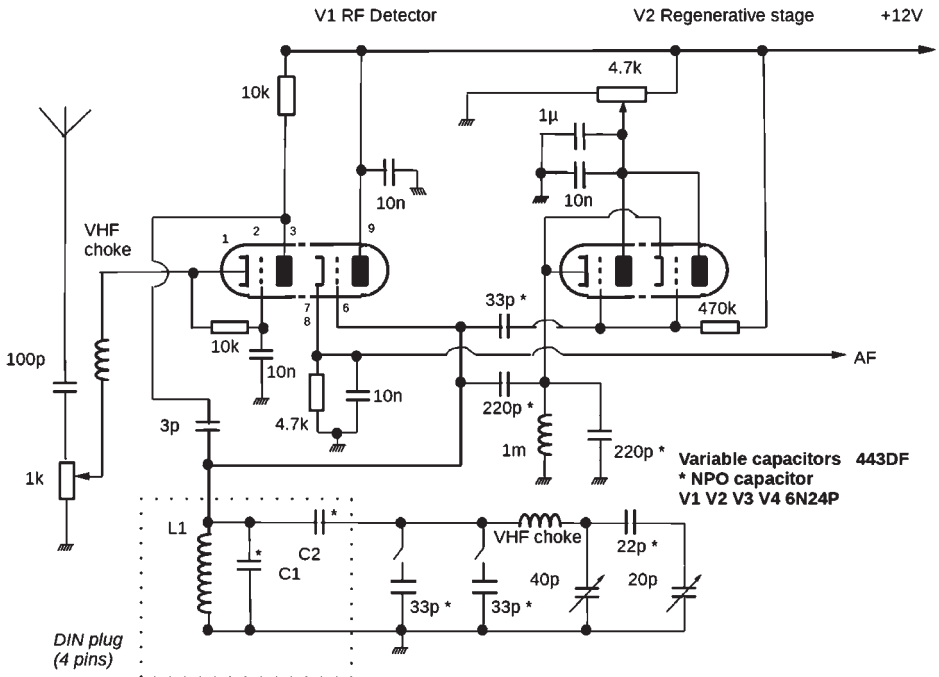 V1 RF Detector
V2 Regenerative stage
+12V
4.7k
10k
1µ
10n
10n
VHF
choke
1
2
3
9
7
8
6
33p *
470k
10k
100p
10n
10n
AF
4.7k
220p *
3p
1m
220p *
1k
Variable capacitors 443DF
* NPO capacitor
V1 V2 V3 V4 6N24P
L1
*
*
C2
C1
VHF choke
22p *
40p
20p
33p *
33p *
DIN plug
(4 pins)